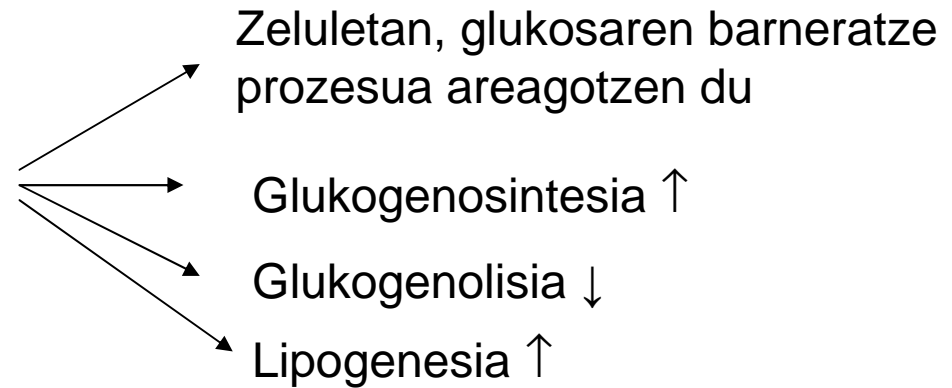 Zeluletan, glukosaren barneratze
prozesua areagotzen du
Glukogenosintesia ↑
Glukogenolisia ↓
Lipogenesia ↑